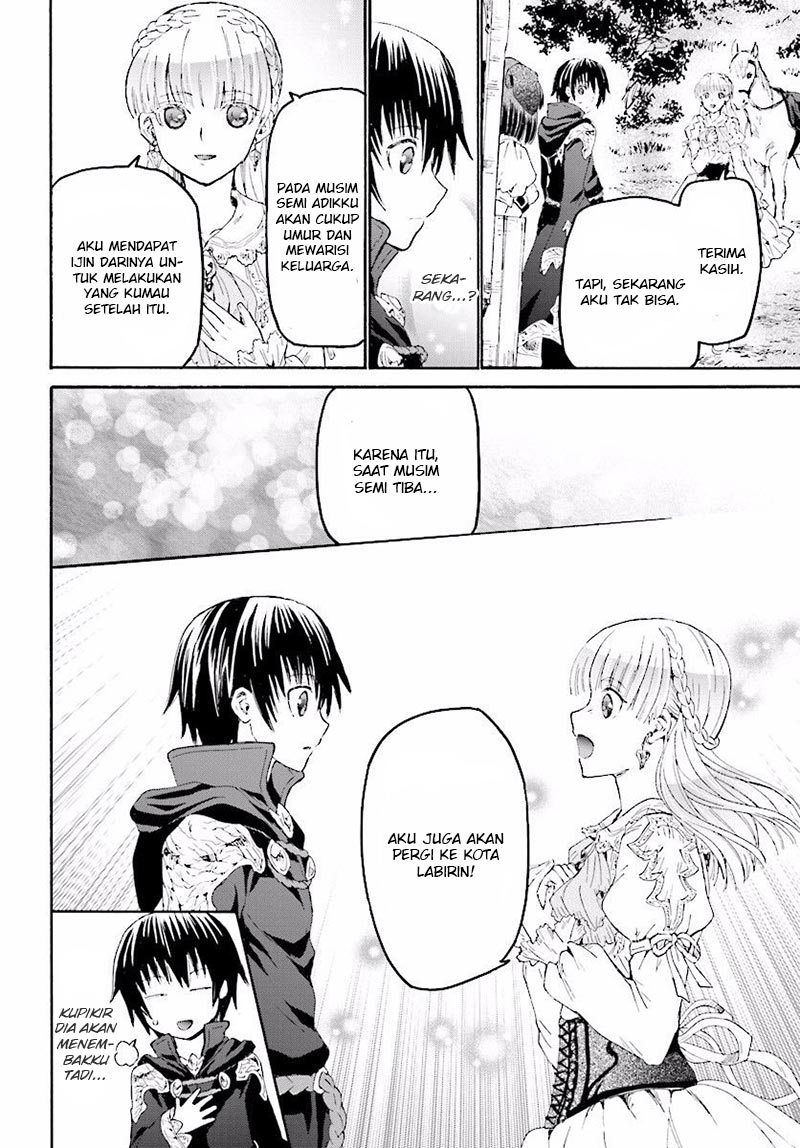 TERIMA
KASIH.
TAPI, SEKARANG
AKU TAK BISA.
SEKA-
RANG...?
PADA MUSIM
SEMI ADIKKU
AKAN CUKUP
UMUR DAN
MEWARISI
KELUARGA.
AKU MENDAPAT
IJIN DARINYA UN-
TUK MELAKUKAN
YANG KUMAU
SETELAH ITU.
KARENA ITU,
SAAT MUSIM
SEMI TIBA...
AKU JUGA AKAN
PERGI KE KOTA
LABIRIN!
KUPIKIR
DIA AKAN
MENEM-
BAKKU
TADI...